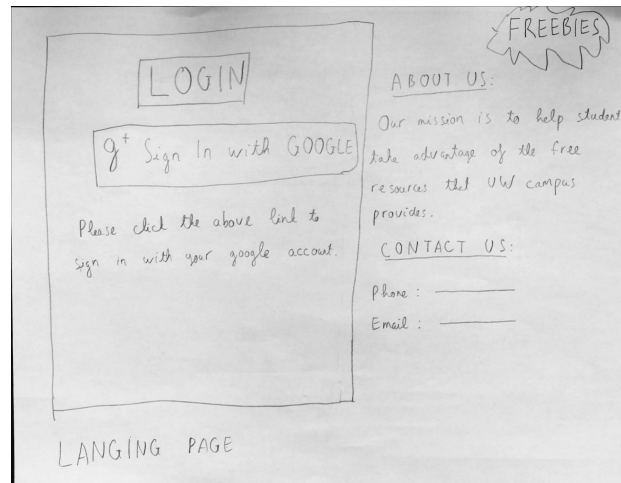 FREEBIES
LOGIN
g+ Sign In with GOOGLE
Please click the above link to
sign in with your google account.
ABOUT US:
Our mission is to help student
take advantage of the free
resources that UW campus
provides.
CONTACT US:
Phone :
Email :
LANGING PAGE